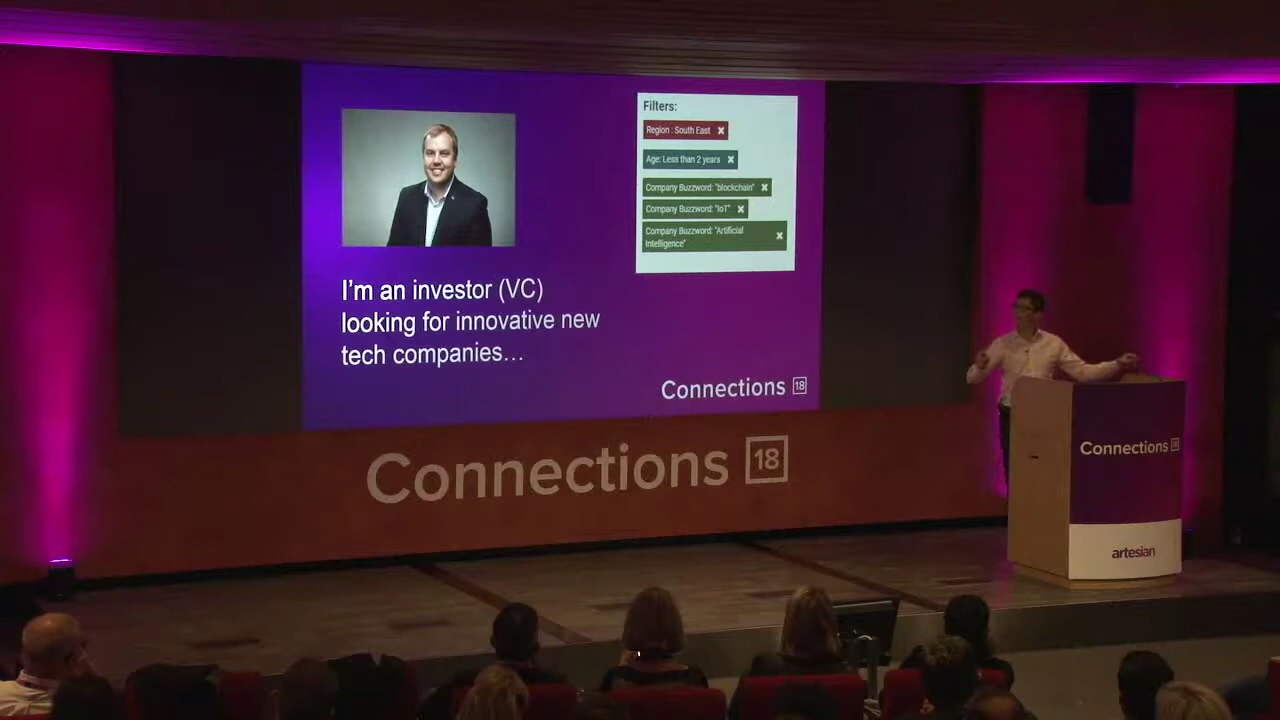 Filters:
Region : South East ✖
Age: Less than 2 years ✖
Company Buzzword: "blockchain" ✖
Company Buzzword: "IoT" ✖
Company Buzzword: "Artificial
Intelligence" ✖
I'm an investor (VC)
looking for innovative new
tech companies…
Connections 18
Connections 18
Connections 18
artesian